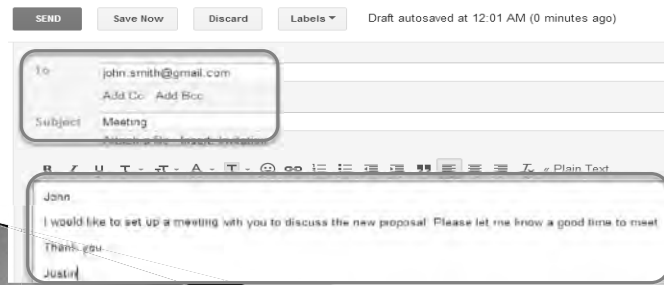 SEND Save Now Discard Labels Draft autosaved at 12:01 AM (0 minutes ago)
To john.smith@gmail.com
Add Cc Add Bcc
Subject Meeting
Insert: Invitation
B I U T T A T « Plain Text
John
I would like to set up a meeting with you to discuss the new proposal. Please let me know a good time to meet.
Thank you
Justin